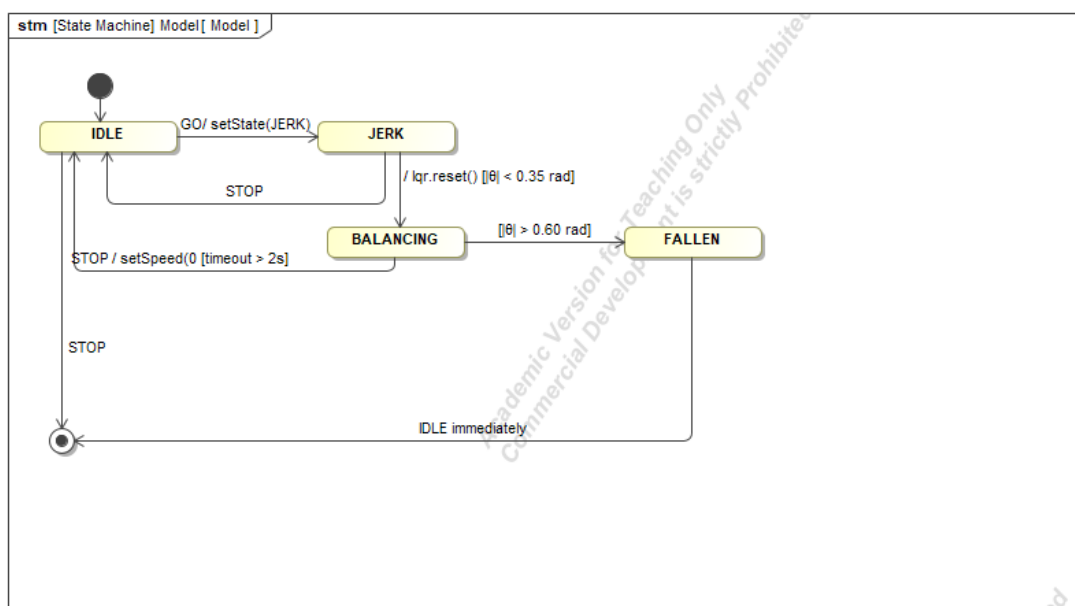 stm [State Machine] Model[ Model ]
IDLE
GO/ setState(JERK)
JERK
/ lqr.reset() [|θ| < 0.35 rad]
STOP
BALANCING
[|θ| > 0.60 rad]
FALLEN
STOP / setSpeed(0 [timeout > 2s]
STOP
IDLE immediately
Academic Version for Teaching Only
Commercial Development is strictly Prohibited